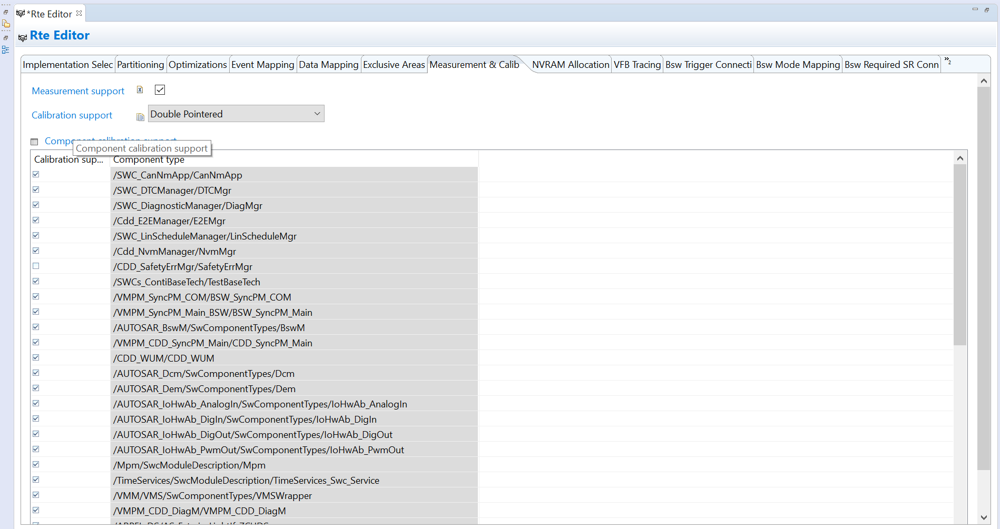 *Rte Editor
Rte Editor
Implementation Selec Partitioning Optimizations Event Mapping Data Mapping Exclusive Areas Measurement & Calib NVRAM Allocation VFB Tracing Bsw Trigger Connecti Bsw Mode Mapping Bsw Required SR Conn »2
Measurement support
Calibration support Double Pointered
Component calibration support
Component calibration support
Calibration sup... Component type
/SWC_CanNmApp/CanNmApp
/SWC_DTCManager/DTCMgr
/SWC_DiagnosticManager/DiagMgr
/Cdd_E2EManager/E2EMgr
/SWC_LinScheduleManager/LinScheduleMgr
/Cdd_NvmManager/NvmMgr
/CDD_SafetyErrMgr/SafetyErrMgr
/SWCs_ContiBaseTech/TestBaseTech
/VMPM_SyncPM_COM/BSW_SyncPM_COM
/VMPM_SyncPM_Main_BSW/BSW_SyncPM_Main
/AUTOSAR_BswM/SwComponentTypes/BswM
/VMPM_CDD_SyncPM_Main/CDD_SyncPM_Main
/CDD_WUM/CDD_WUM
/AUTOSAR_Dcm/SwComponentTypes/Dcm
/AUTOSAR_Dem/SwComponentTypes/Dem
/AUTOSAR_IoHwAb_AnalogIn/SwComponentTypes/IoHwAb_AnalogIn
/AUTOSAR_IoHwAb_DigIn/SwComponentTypes/IoHwAb_DigIn
/AUTOSAR_IoHwAb_DigOut/SwComponentTypes/IoHwAb_DigOut
/AUTOSAR_IoHwAb_PwmOut/SwComponentTypes/IoHwAb_PwmOut
/Mpm/SwcModuleDescription/Mpm
/TimeServices/SwcModuleDescription/TimeServices_Swc_Service
/VMM/VMS/SwComponentTypes/VMSWrapper
/VMPM_CDD_DiagM/VMPM_CDD_DiagM